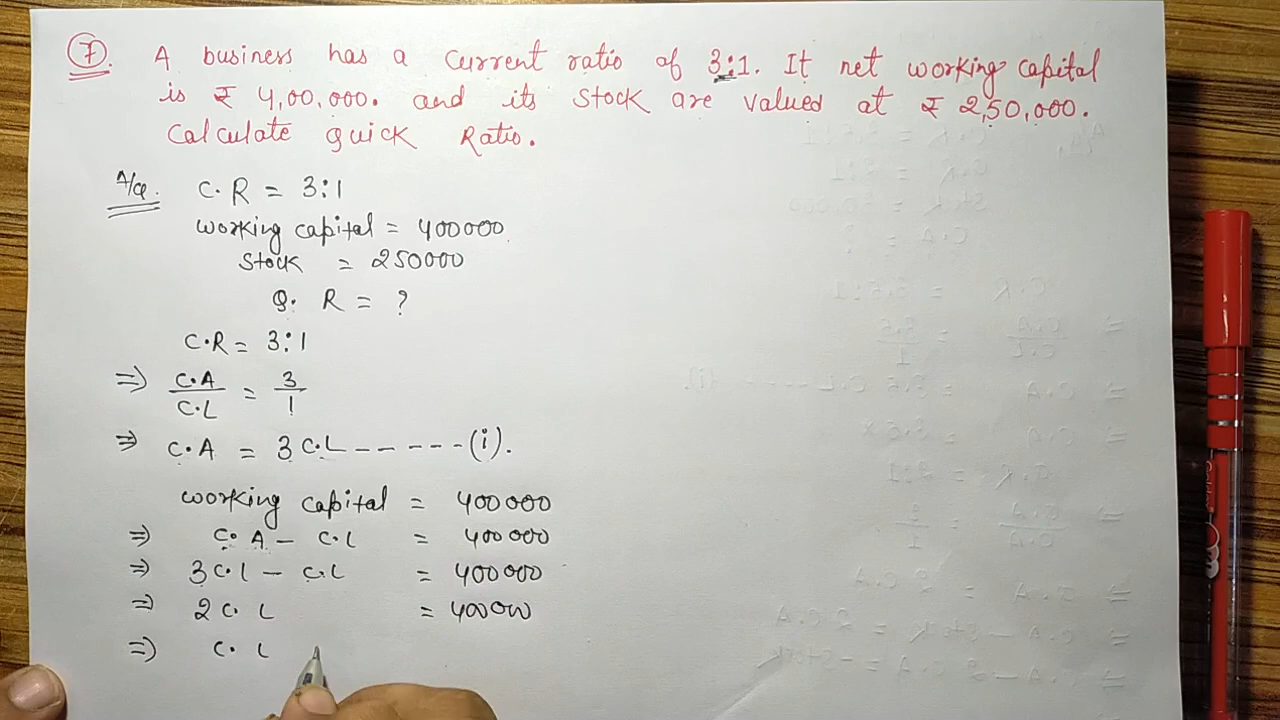 7. A business has a current ratio of 3:1. It net working capital
is ₹ 4,00,000. and its stock are valued at ₹ 2,50,000.
Calculate quick Ratio.
A/q. C.R = 3:1
working capital = 400000
Stock = 250000
Q. R = ?
C.R = 3:1
⇒ C.A/C.L = 3/1
⇒ C.A = 3 C.L ------(i).
working capital = 400000
⇒ C.A - C.L = 400000
⇒ 3C.L - C.L = 400000
⇒ 2C.L = 400000
⇒ C.L